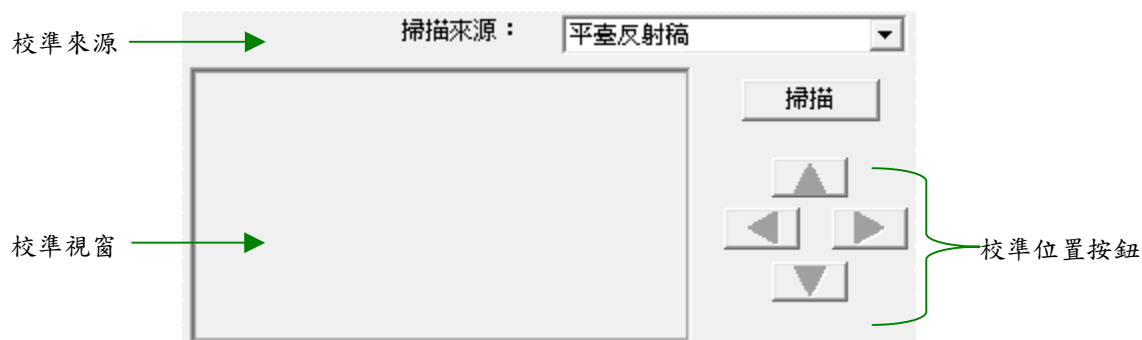 校準來源
掃描來源：
平臺反射稿
掃描
校準視窗
校準位置按鈕